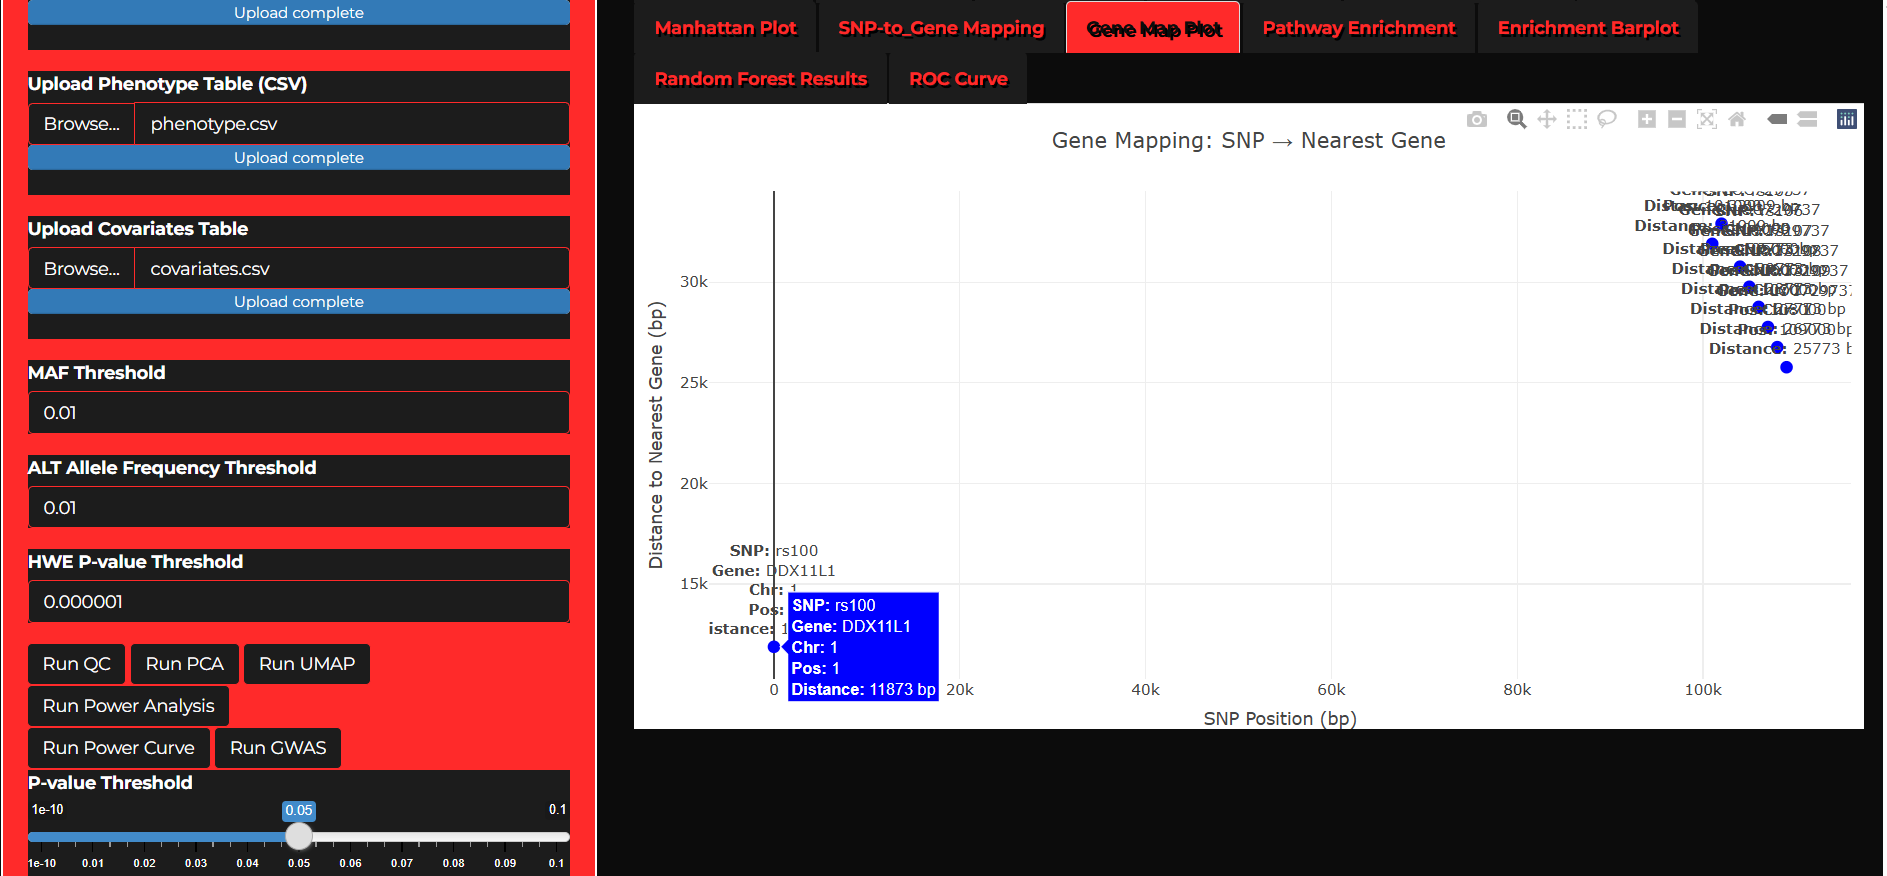 Upload complete
Upload Phenotype Table (CSV)
Browse...
phenotype.csv
Upload complete
Upload Covariates Table
Browse...
covariates.csv
Upload complete
MAF Threshold
0.01
ALT Allele Frequency Threshold
0.01
HWE P-value Threshold
0.000001
Run QC
Run PCA
Run UMAP
Run Power Analysis
Run Power Curve
Run GWAS
P-value Threshold
1e-10
0.05
0.1
1e-10 0.01 0.02 0.03 0.04 0.05 0.06 0.07 0.08 0.09 0.1
Manhattan Plot
SNP-to_Gene Mapping
Gene Map Plot
Pathway Enrichment
Enrichment Barplot
Random Forest Results
ROC Curve
Gene Mapping: SNP → Nearest Gene
Distance to Nearest Gene (bp)
30k
25k
20k
15k
Distance: 26773 bp
Distance: 25773 b
SNP: rs100
Gene: DDX11L1
Chr: 1
Pos:
istance: 1
SNP: rs100
Gene: DDX11L1
Chr: 1
Pos: 1
Distance: 11873 bp
0 20k 40k 60k 80k 100k
SNP Position (bp)